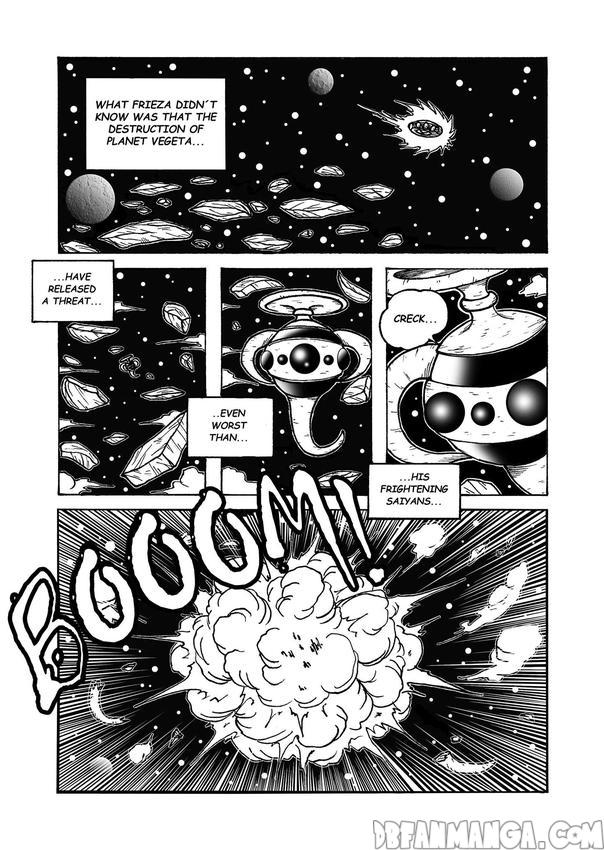 WHAT FRIEZA DIDN´T
KNOW WAS THAT THE
DESTRUCTION OF
PLANET VEGETA...
...HAVE
RELEASED
A THREAT...
..EVEN
WORST
THAN...
CRECK...
...HIS
FRIGHTENING
SAIYANS...
BOOOM!
DBFANMANGA.COM